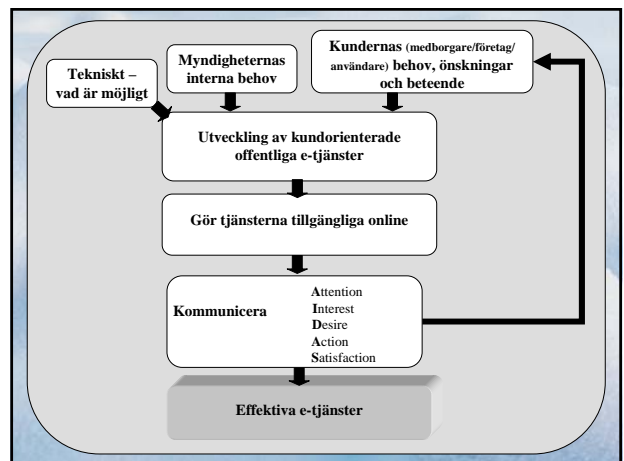 Tekniskt –
vad är möjligt
Myndigheternas
interna behov
Kundernas (medborgare/företag/
användare) behov, önskningar
och beteende
Utveckling av kundorienterade
offentliga e-tjänster
Gör tjänsterna tillgängliga online
Kommunicera
Attention
Interest
Desire
Action
Satisfaction
Effektiva e-tjänster